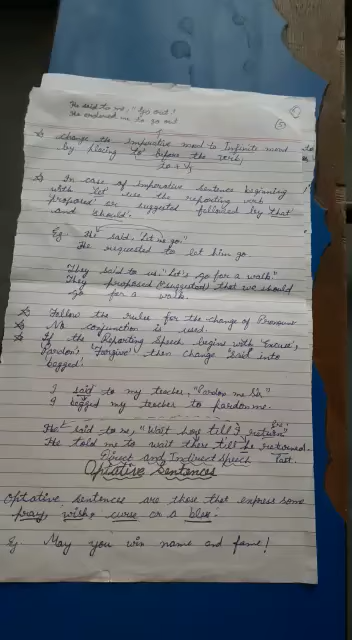 He said to me, "Go out!
He ordered me to go out
Change the Imperative mood to Infinite mood
by placing 'to' before the verb.
to + V1
In case of Imperative sentence beginning
with 'let' use the reporting verb
'proposed' or suggested followed by that
and should.
Eg. He said, "let me go."
He requested to let him go.
They said to us, "Let's go for a walk"
They proposed (suggested) that we should
go for a walk.
Follow the rules for the change of Pronoun
No conjunction is used.
If the Reporting Speech begins with 'Excuse',
Pardon, 'Forgive' then change 'said' into
begged.
I said to my teacher, "Pardon me Sir"
I begged my teacher to pardon me.
He said to me, "Wait here till I return"
He told me to wait there till he returned.
Direct and Indirect Speech
Optative Sentences
Optative sentences are those that express some
pray, wish, curse or a bless.
Eg May you win name and fame!